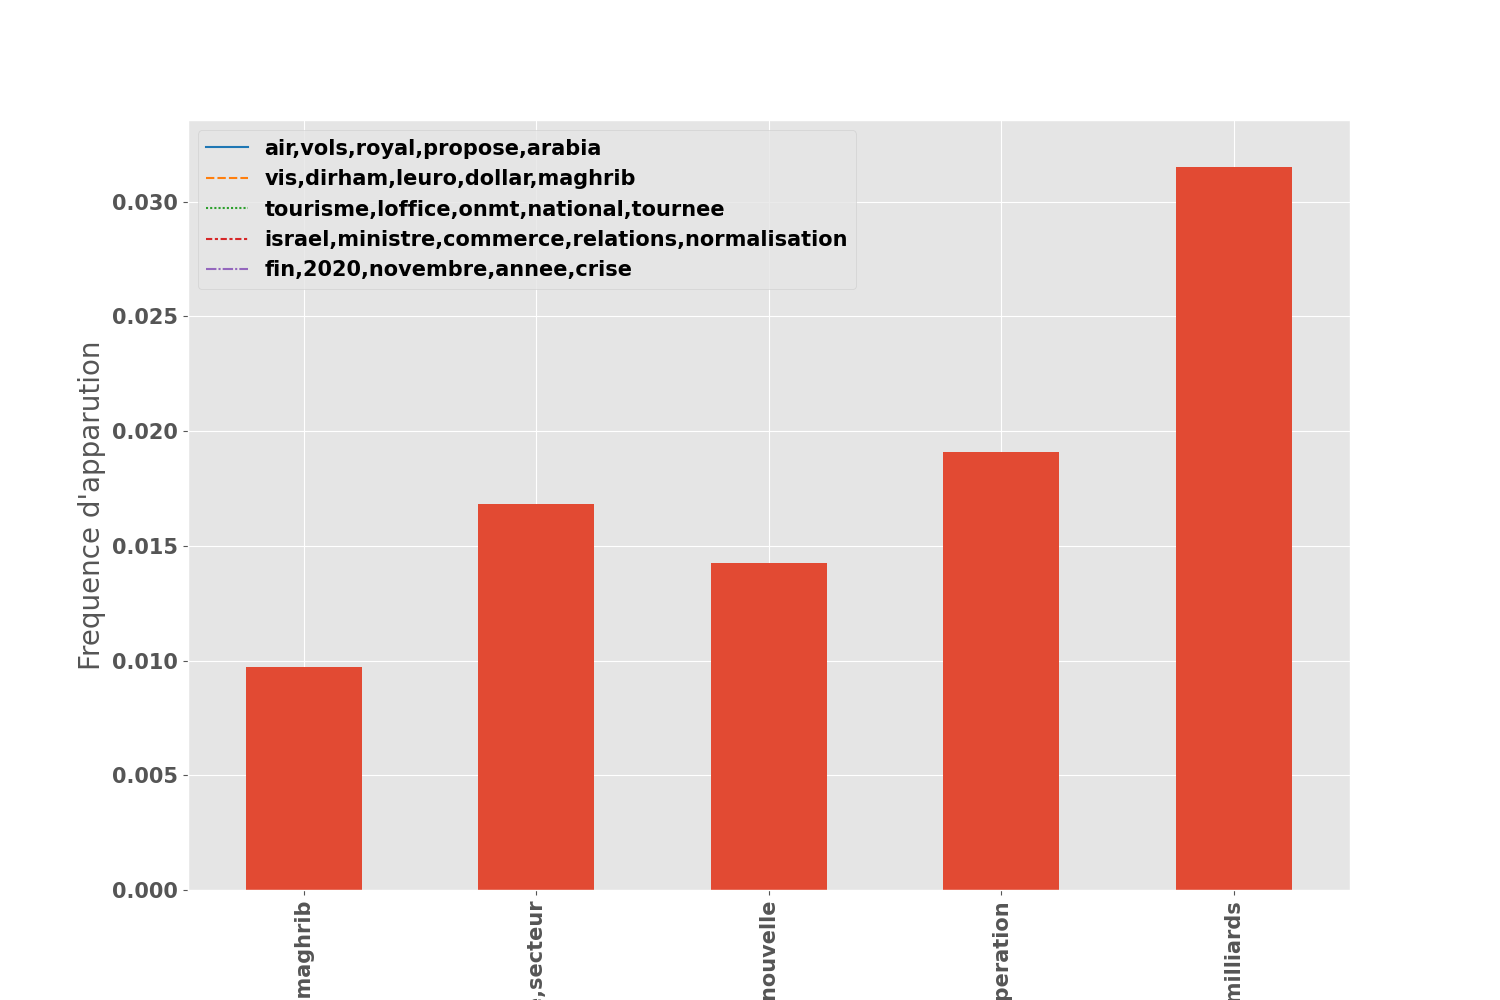 air,vols,royal,propose,arabia
vis,dirham,leuro,dollar,maghrib
tourisme,loffice,onmt,national,tournee
israel,ministre,commerce,relations,normalisation
fin,2020,novembre,annee,crise
Frequence d'apparution
0.030
0.025
0.020
0.015
0.010
0.005
0.000
maghrib
,secteur
nouvelle
peration
milliards